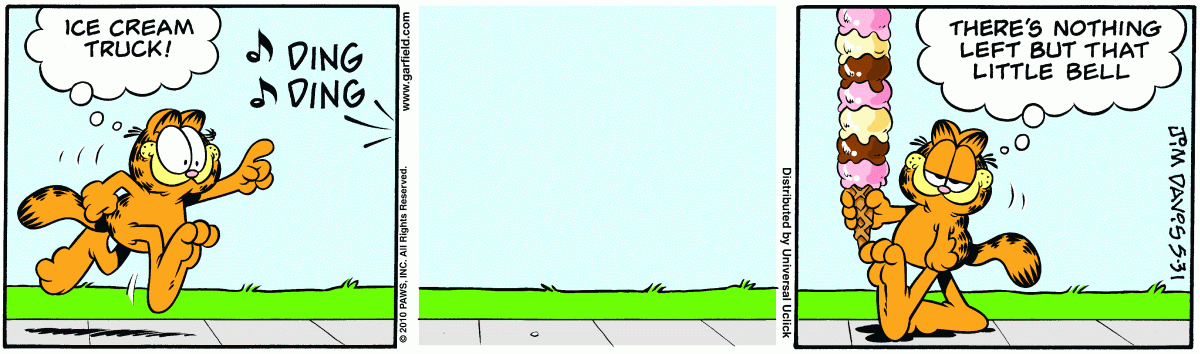 ICE CREAM
TRUCK!
DING
DING
www.garfield.com
© 2010 PAWS, INC. All Rights Reserved.
Distributed by Universal Uclick
THERE'S NOTHING
LEFT BUT THAT
LITTLE BELL
JIM DAVIS 5·31